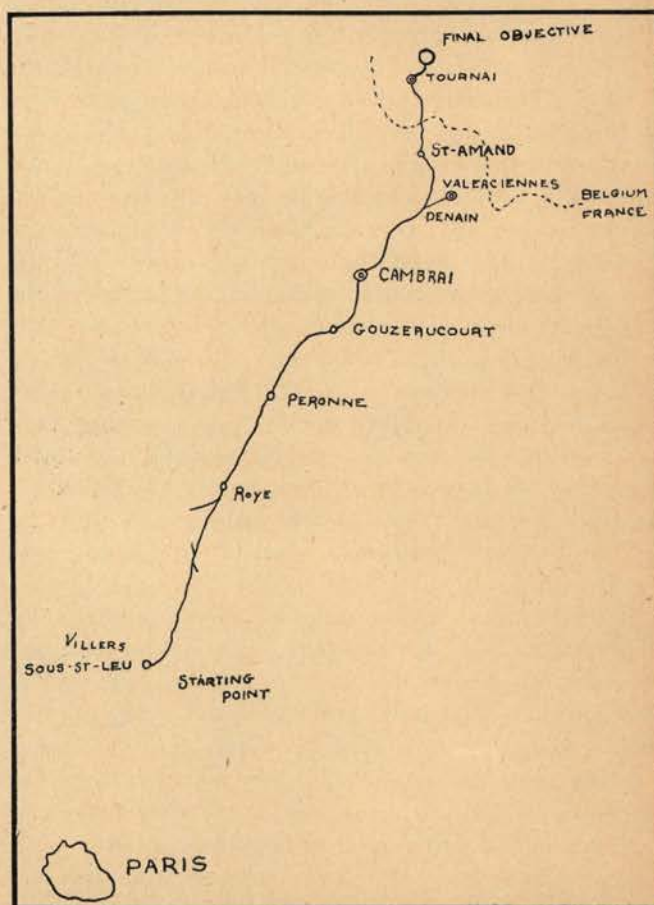 FINAL OBJECTIVE
TOURNAI
ST-AMAND
VALENCIENNES
BELGIUM
FRANCE
DENAIN
CAMBRAI
GOUZEAUCOURT
PERONNE
ROYE
VILLERS
SOUS-ST-LEU
STARTING
POINT
PARIS